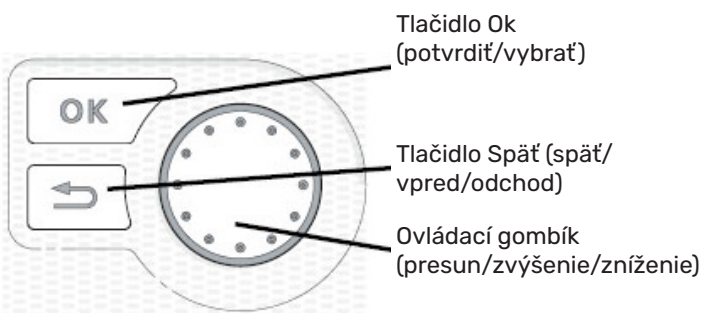 Tlačidlo Ok
(potvrdiť/vybrať)
OK
Tlačidlo Späť (späť/
vpred/odchod)
Ovládací gombík
(presun/zvýšenie/zníženie)